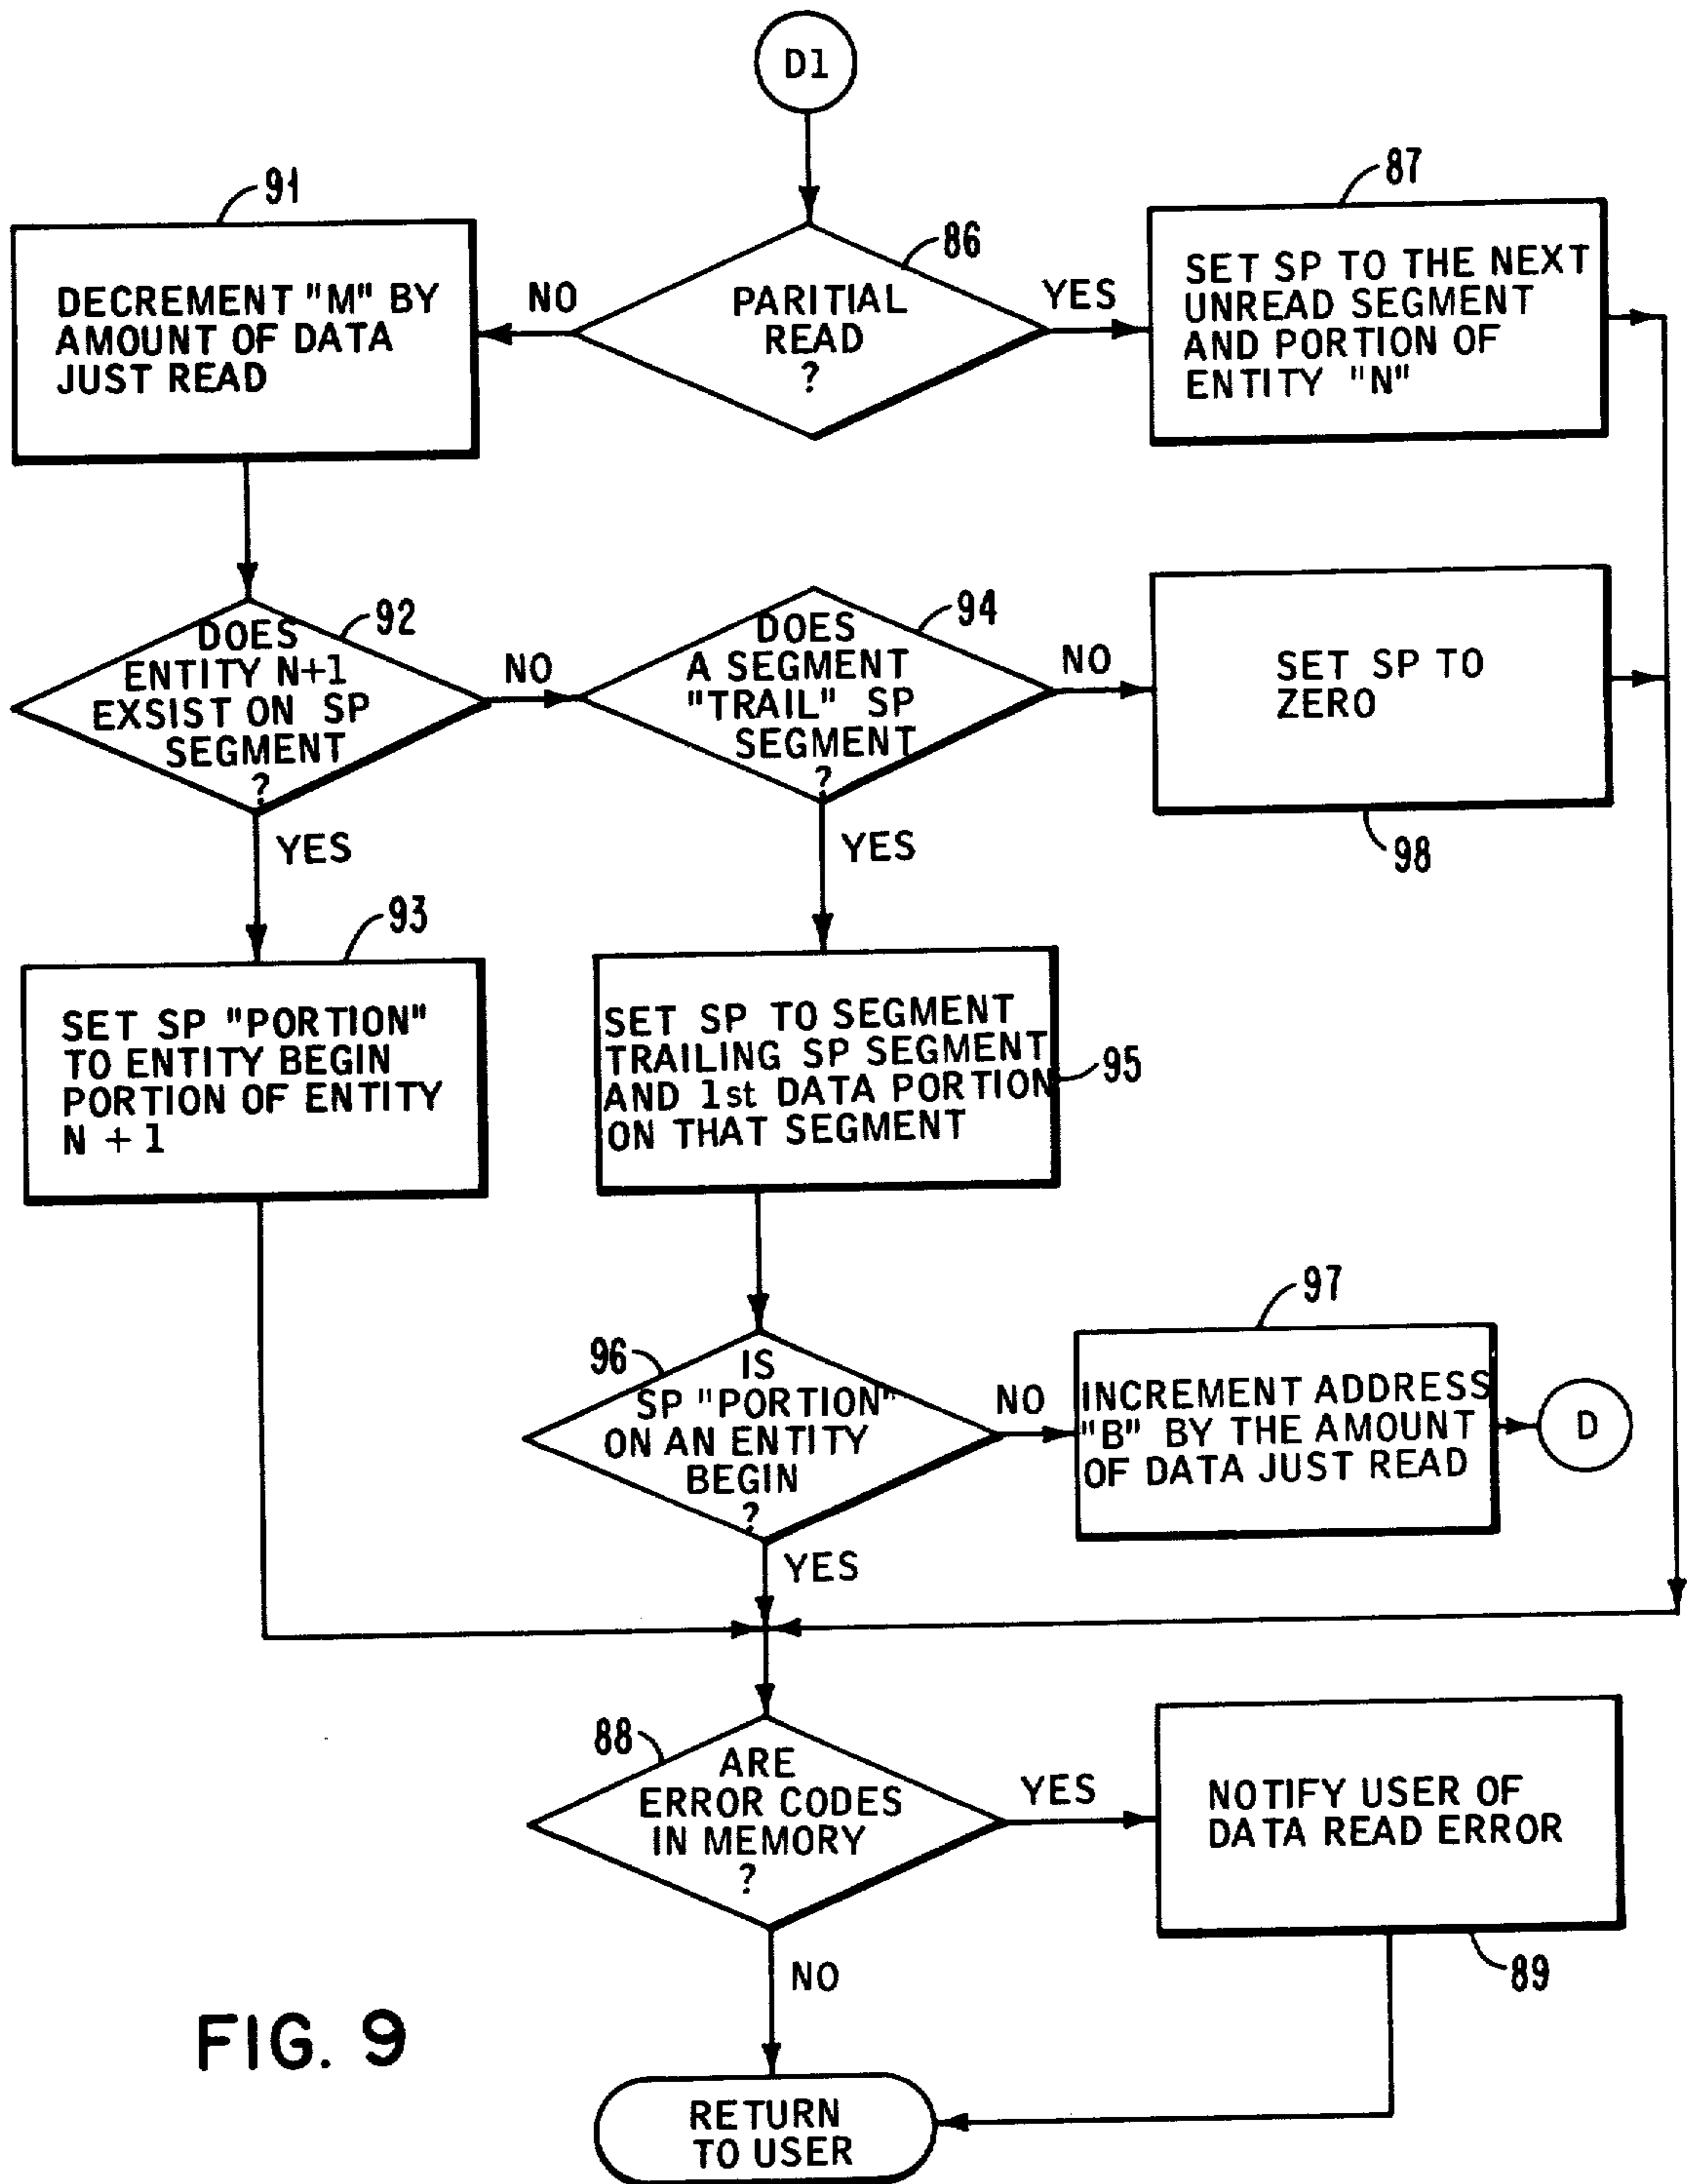 D1
91
DECREMENT "M" BY
AMOUNT OF DATA
JUST READ
NO
86
PARITIAL
READ
?
YES
87
SET SP TO THE NEXT
UNREAD SEGMENT
AND PORTION OF
ENTITY "N"
92
DOES
ENTITY N+1
EXSIST ON SP
SEGMENT
?
NO
94
DOES
A SEGMENT
"TRAIL" SP
SEGMENT
?
NO
SET SP TO
ZERO
98
YES
YES
93
SET SP "PORTION"
TO ENTITY BEGIN
PORTION OF ENTITY
N + 1
SET SP TO SEGMENT
TRAILING SP SEGMENT
AND 1st DATA PORTION
ON THAT SEGMENT
95
96
IS
SP "PORTION"
ON AN ENTITY
BEGIN
?
NO
97
INCREMENT ADDRESS
"B" BY THE AMOUNT
OF DATA JUST READ
D
YES
88
ARE
ERROR CODES
IN MEMORY
?
YES
NOTIFY USER OF
DATA READ ERROR
89
NO
RETURN
TO USER
FIG. 9